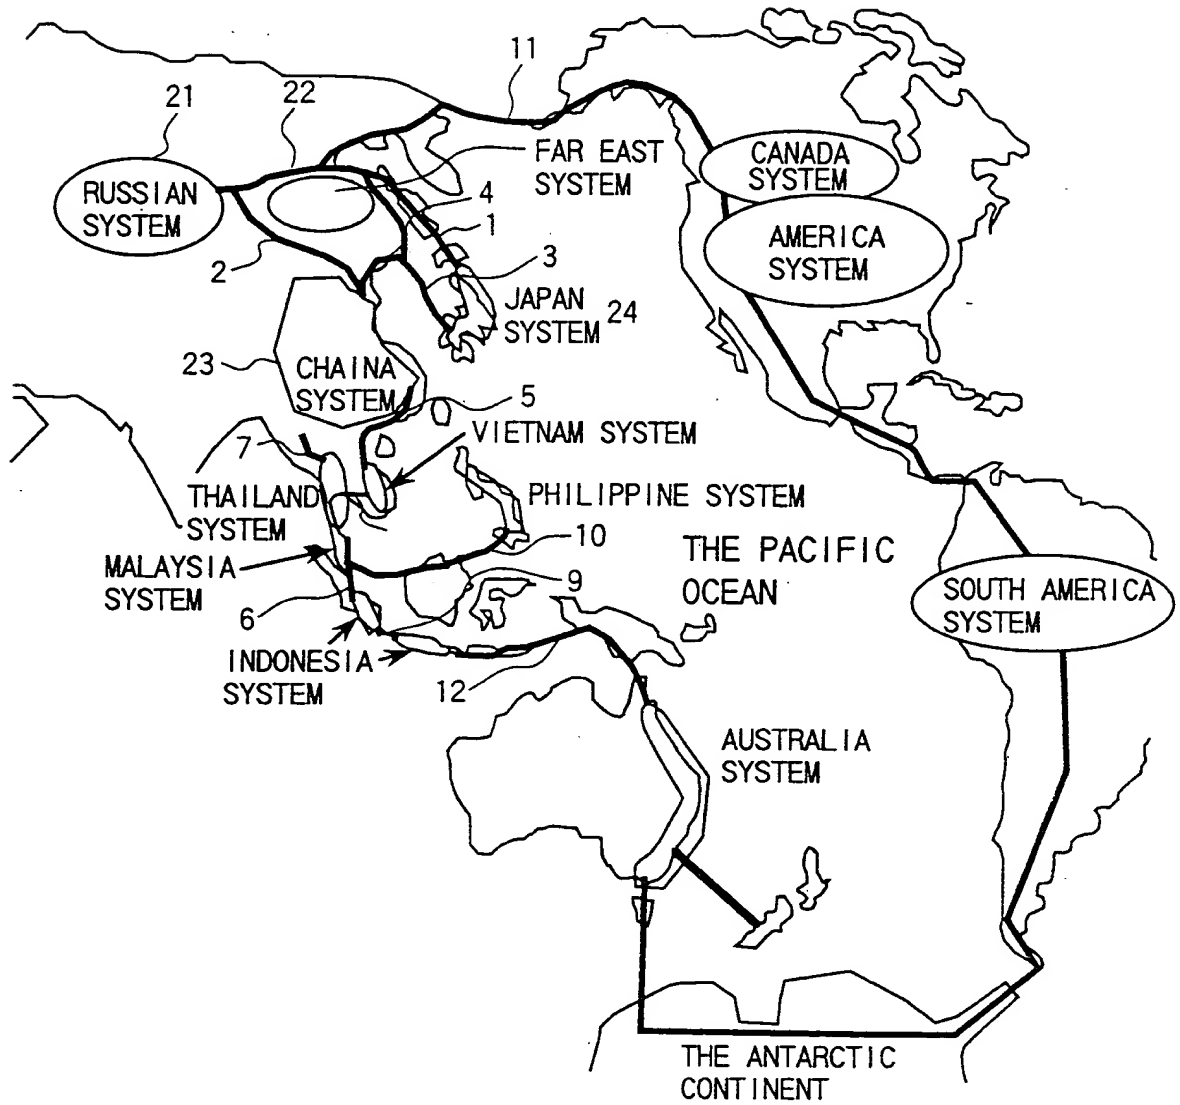 11
21
22
FAR EAST
SYSTEM
CANADA
SYSTEM
RUSSIAN
SYSTEM
4
1
AMERICA
SYSTEM
2
3
JAPAN
SYSTEM
24
23
CHAINA
SYSTEM
5
7
VIETNAM SYSTEM
THAILAND
SYSTEM
PHILIPPINE SYSTEM
10
THE PACIFIC
OCEAN
MALAYSIA
SYSTEM
9
6
SOUTH AMERICA
SYSTEM
INDONESIA
SYSTEM
12
AUSTRALIA
SYSTEM
THE ANTARCTIC
CONTINENT